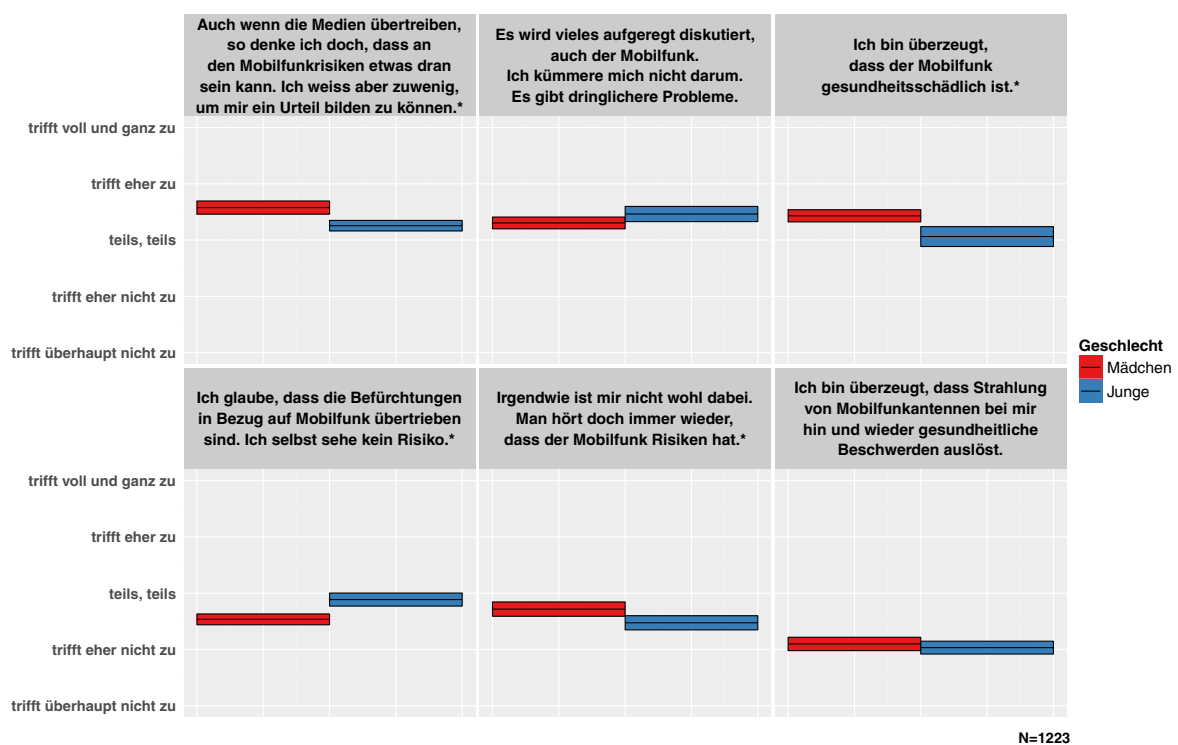 Auch wenn die Medien übertreiben,
so denke ich doch, dass an
den Mobilfunkrisiken etwas dran
sein kann. Ich weiss aber zuwenig,
um mir ein Urteil bilden zu können.*
Es wird vieles aufgeregt diskutiert,
auch der Mobilfunk.
Ich kümmere mich nicht darum.
Es gibt dringlichere Probleme.
Ich bin überzeugt,
dass der Mobilfunk
gesundheitsschädlich ist.*
trifft voll und ganz zu
trifft eher zu
teils, teils
trifft eher nicht zu
trifft überhaupt nicht zu
Ich glaube, dass die Befürchtungen
in Bezug auf Mobilfunk übertrieben
sind. Ich selbst sehe kein Risiko.*
Irgendwie ist mir nicht wohl dabei.
Man hört doch immer wieder,
dass der Mobilfunk Risiken hat.*
Ich bin überzeugt, dass Strahlung
von Mobilfunkantennen bei mir
hin und wieder gesundheitliche
Beschwerden auslöst.
trifft voll und ganz zu
trifft eher zu
teils, teils
trifft eher nicht zu
trifft überhaupt nicht zu
Geschlecht
Mädchen
Junge
N=1223